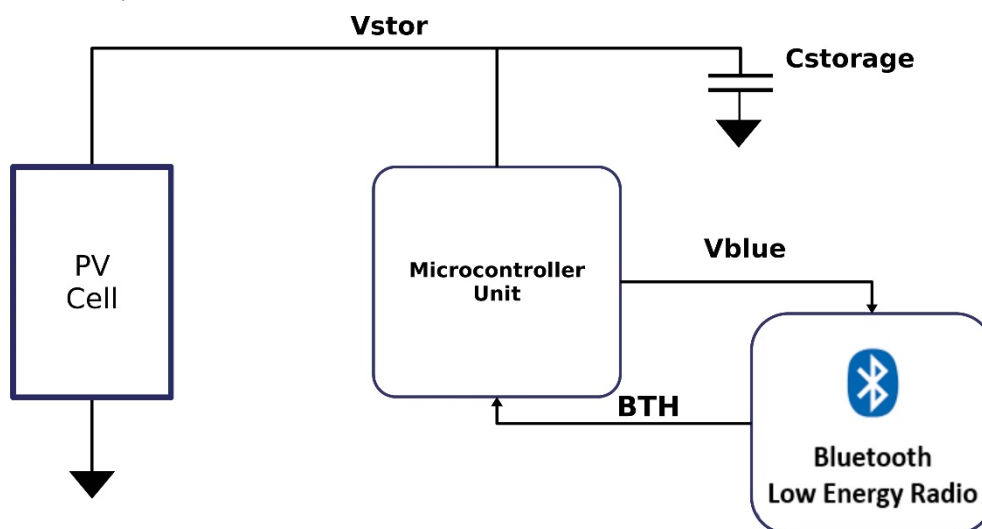 Vstor
Cstorage
PV
Cell
Microcontroller
Unit
Vblue
BTH
Bluetooth
Low Energy Radio